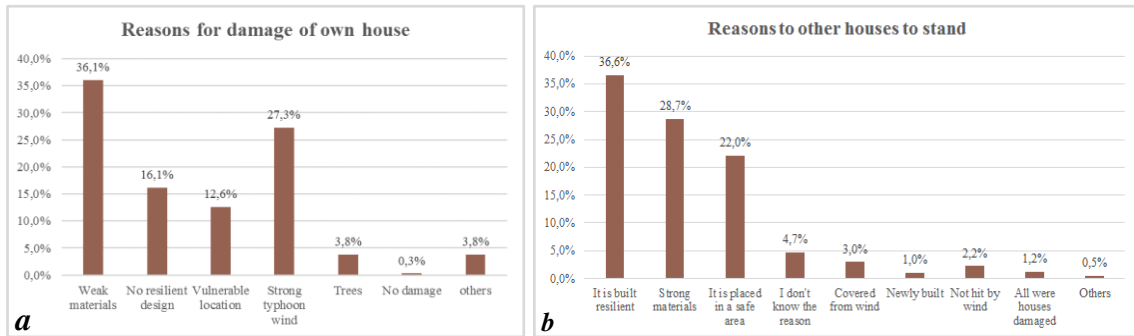 Reasons for damage of own house
40,0%
35,0%
30,0%
25,0%
20,0%
15,0%
10,0%
5,0%
0,0%
36,1%
16,1%
12,6%
27,3%
3,8%
0,3%
3,8%
Weak materials
No resilient design
Vulnerable location
Strong typhoon wind
Trees
No damage
others
a
Reasons to other houses to stand
40,0%
35,0%
30,0%
25,0%
20,0%
15,0%
10,0%
5,0%
0,0%
36,6%
28,7%
22,0%
4,7%
3,0%
1,0%
2,2%
1,2%
0,5%
It is built resilient
Strong materials
It is placed in a safe area
I don't know the reason
Covered from wind
Newly built
Not hit by wind
All were houses damaged
Others
b